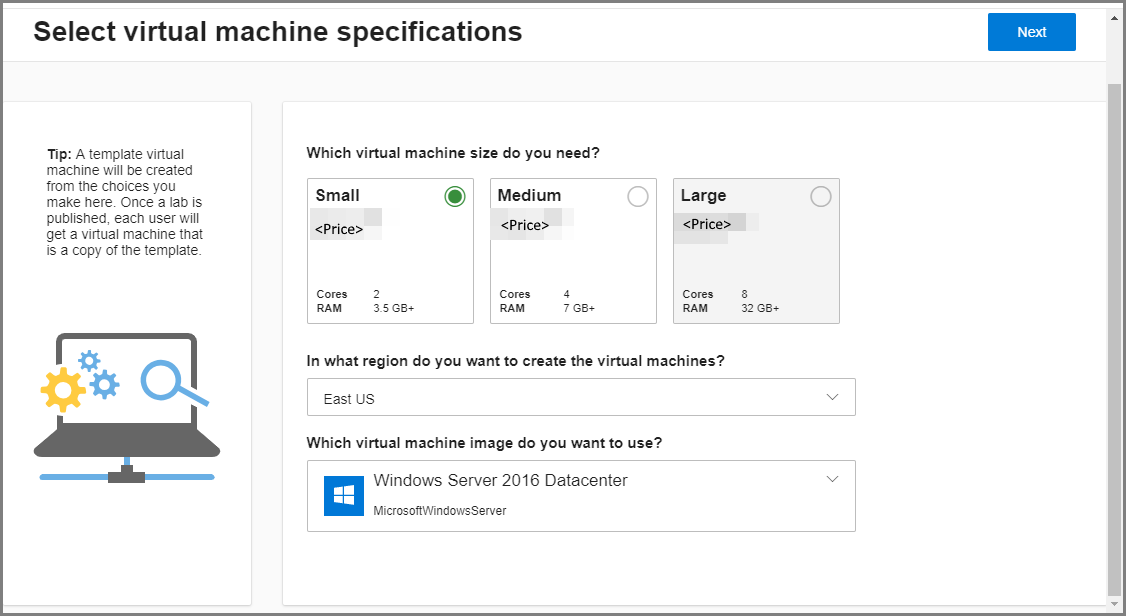 Select virtual machine specifications
Next
Tip: A template virtual
machine will be created
from the choices you
make here. Once a lab is
published, each user will
get a virtual machine that
is a copy of the template.
Which virtual machine size do you need?
Small
<Price>
Cores 2
RAM 3.5 GB+
Medium
<Price>
Cores 4
RAM 7 GB+
Large
<Price>
Cores 8
RAM 32 GB+
In what region do you want to create the virtual machines?
East US
Which virtual machine image do you want to use?
Windows Server 2016 Datacenter
MicrosoftWindowsServer